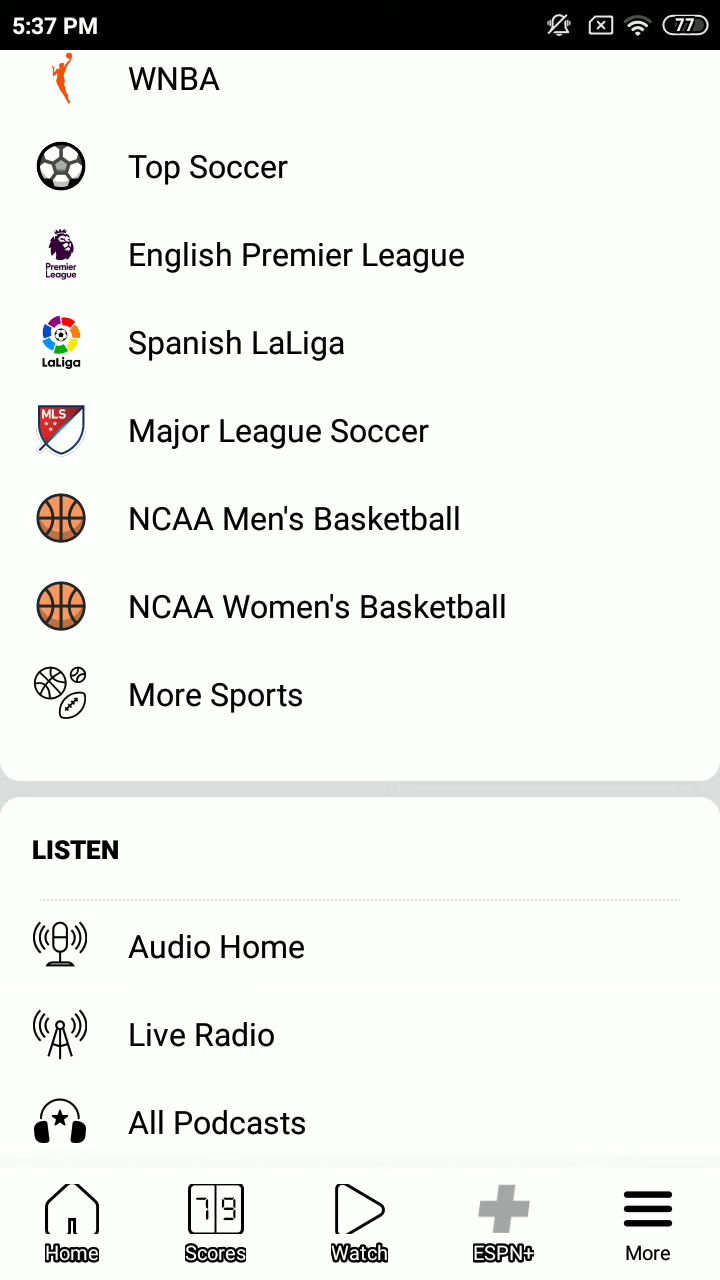 5:37 PM
77
WNBA
Top Soccer
Premier
League
English Premier League
LaLiga
Spanish LaLiga
MLS
Major League Soccer
NCAA Men's Basketball
NCAA Women's Basketball
More Sports
LISTEN
Audio Home
Live Radio
All Podcasts
79
Home
Scores
Watch
ESPN+
More